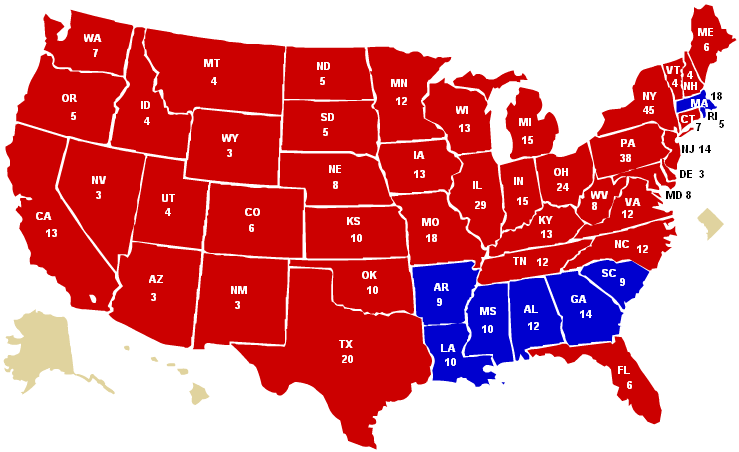 WA
7
OR
5
CA
13
ID
4
NV
3
MT
4
WY
3
UT
4
AZ
3
CO
6
NM
3
ND
5
SD
5
NE
8
KS
10
OK
10
TX
20
MN
12
IA
13
MO
18
AR
9
LA
10
WI
13
IL
29
MI
15
IN
15
OH
24
KY
13
TN 12
MS
10
AL
12
GA
14
FL
6
SC
9
NC 12
VA
12
WV
8
PA
38
NY
45
VT
4
4
NH
ME
6
18
MA
RI
5
CT
7
NJ 14
DE 3
MD 8